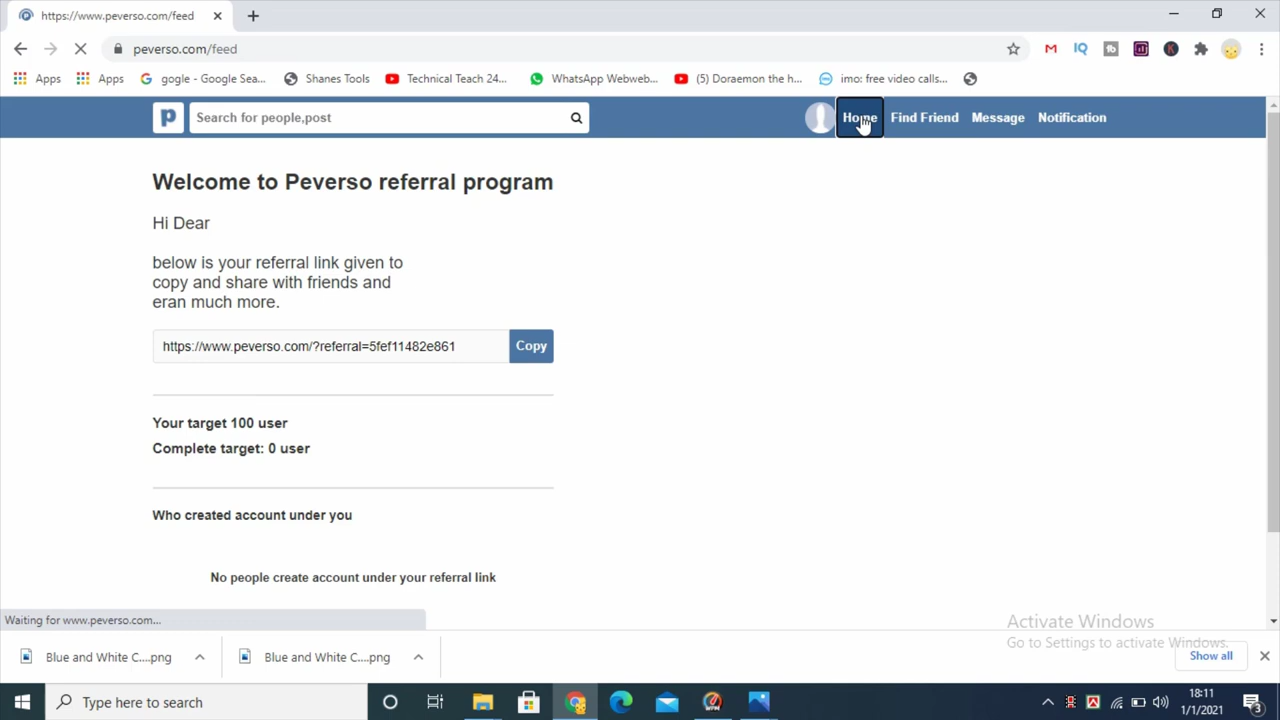 https://www.peverso.com/feed
peverso.com/feed
Apps
Apps
gogle - Google Sea...
Shanes Tools
Technical Teach 24...
WhatsApp Webweb...
(5) Doraemon the h...
imo: free video calls...
p
Search for people,post
Home
Find Friend
Message
Notification
Welcome to Peverso referral program
Hi Dear
below is your referral link given to
copy and share with friends and
eran much more.
https://www.peverso.com/?referral=5fef11482e861
Copy
Your target 100 user
Complete target: 0 user
Who created account under you
No people create account under your referral link
Waiting for www.peverso.com...
Activate Windows
Go to Settings to activate Windows.
Blue and White C....png
Blue and White C....png
Show all
Type here to search
18:11
1/1/2021
3